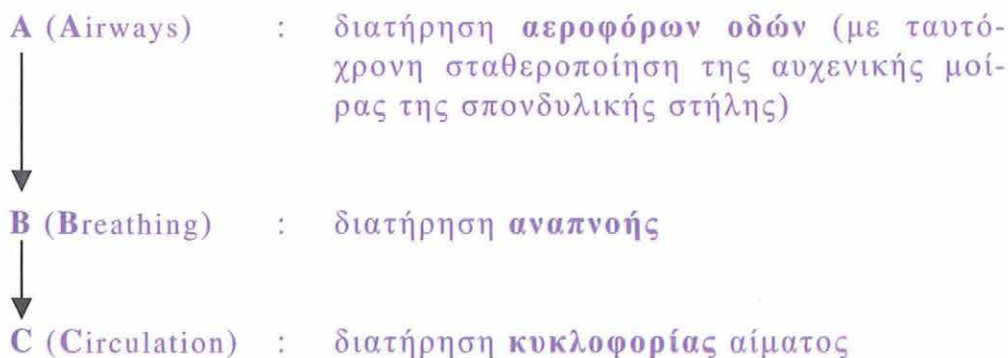 A (Airways) : διατήρηση αεροφόρων οδών (με ταυτό-
χρονη σταθεροποίηση της αυχενικής μοί-
ρας της σπονδυλικής στήλης)
B (Breathing) : διατήρηση αναπνοής
C (Circulation) : διατήρηση κυκλοφορίας αίματος